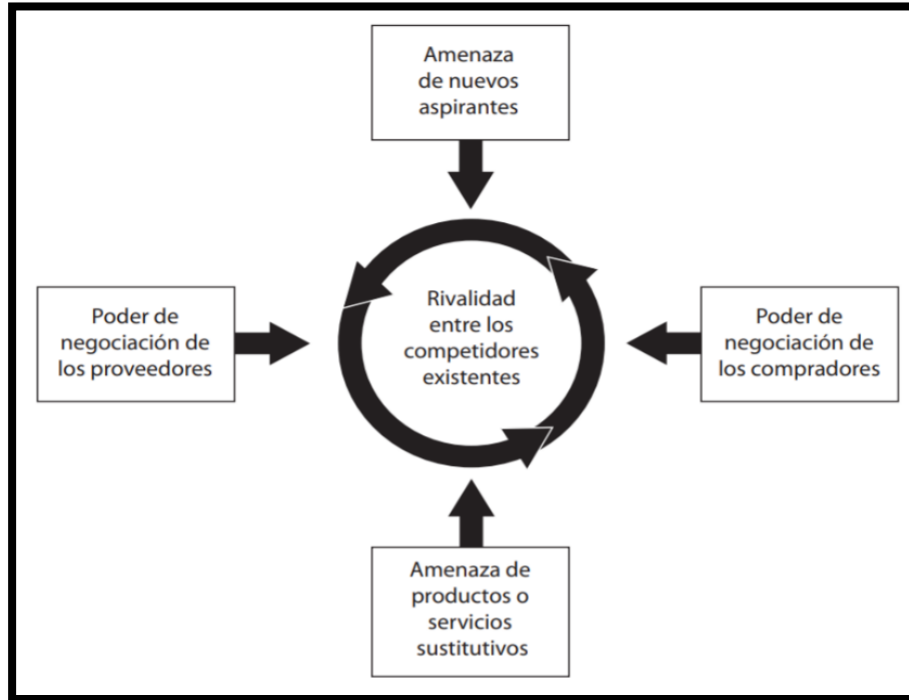 Amenaza
de nuevos
aspirantes
Poder de
negociación de
los proveedores
Rivalidad
entre los
competidores
existentes
Poder de
negociación de
los compradores
Amenaza de
productos o
servicios
sustitutivos